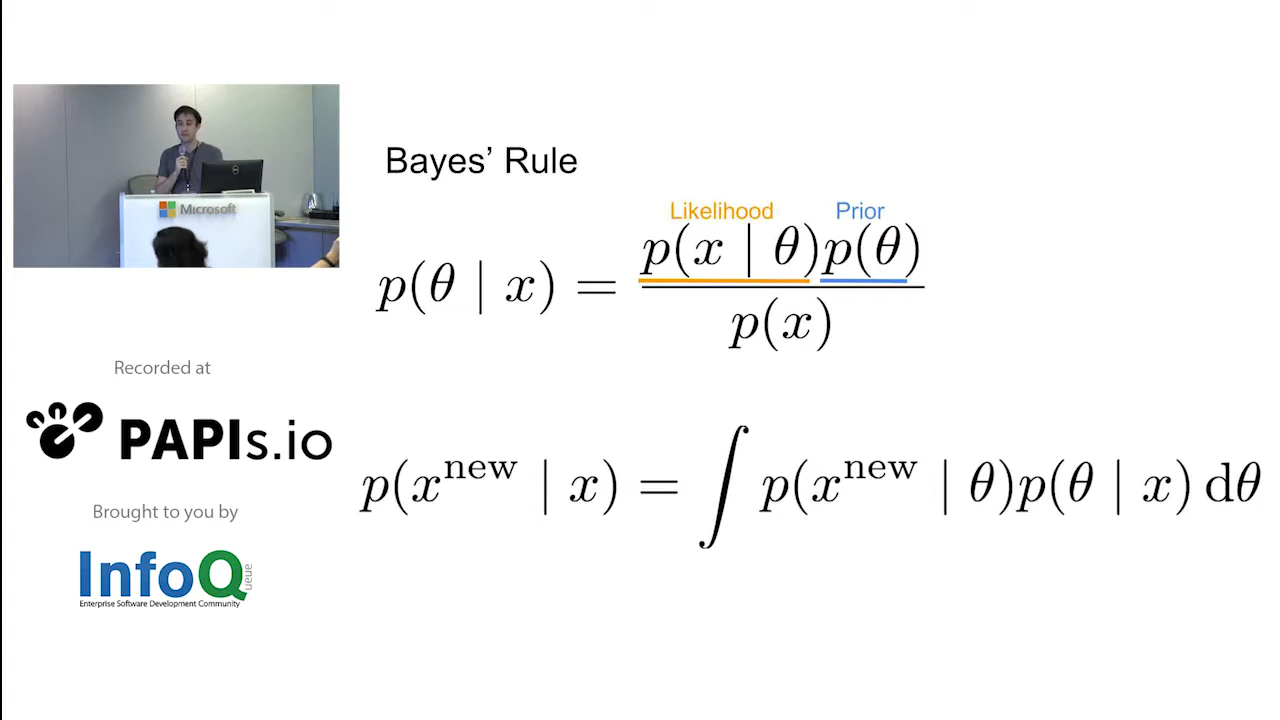 Microsoft
Bayes’ Rule
Likelihood Prior
p(θ | x) = p(x | θ)p(θ) / p(x)
Recorded at
PAPIs.io
p(x^new | x) = ∫ p(x^new | θ)p(θ | x) dθ
Brought to you by
InfoQ
ueue
Enterprise Software Development Community